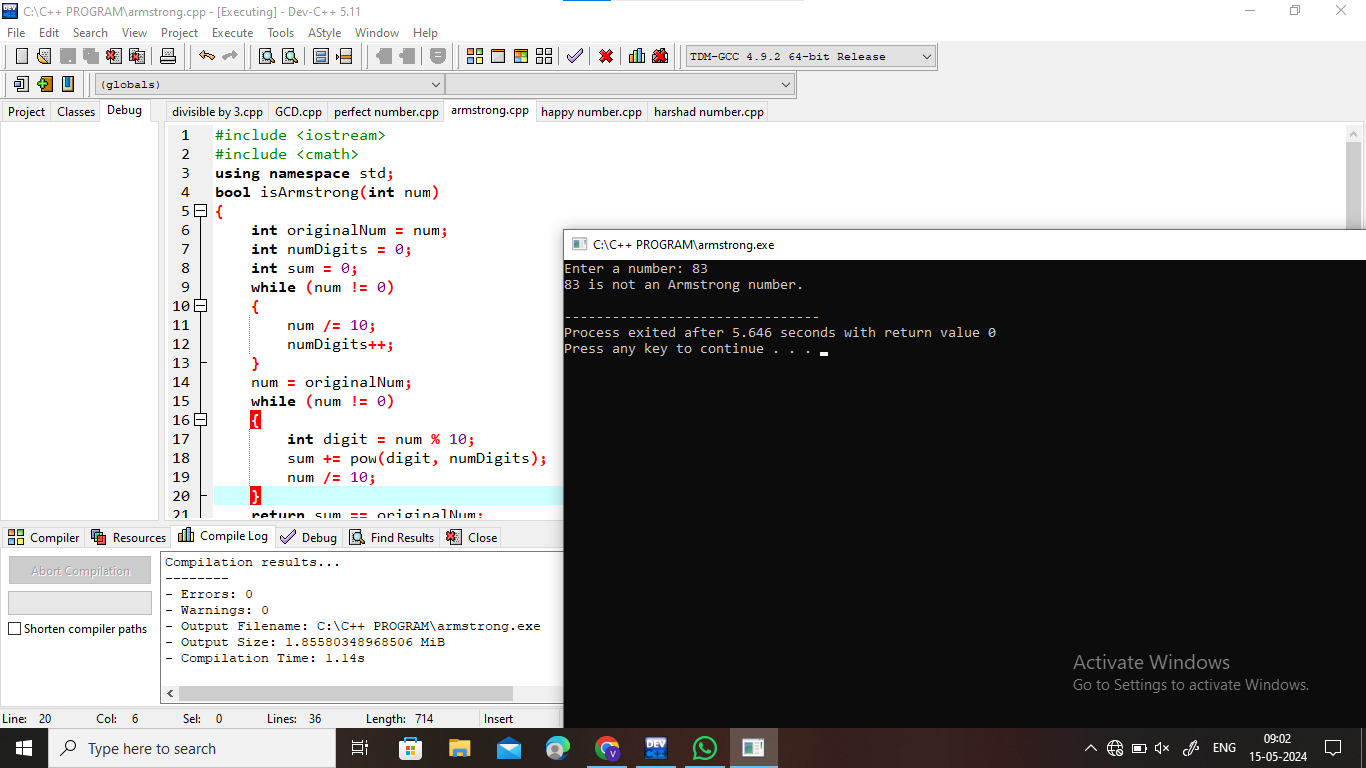 C:\C++ PROGRAM\armstrong.cpp - [Executing] - Dev-C++ 5.11
File Edit Search View Project Execute Tools AStyle Window Help
TDM-GCC 4.9.2 64-bit Release
(globals)
Project Classes Debug
divisible by 3.cpp GCD.cpp perfect number.cpp armstrong.cpp happy number.cpp harshad number.cpp
1 #include <iostream>
2 #include <cmath>
3 using namespace std;
4 bool isArmstrong(int num)
5 {
6 int originalNum = num;
7 int numDigits = 0;
8 int sum = 0;
9 while (num != 0)
10 {
11 num /= 10;
12 numDigits++;
13 }
14 num = originalNum;
15 while (num != 0)
16 {
17 int digit = num % 10;
18 sum += pow(digit, numDigits);
19 num /= 10;
20 }
21 return sum == originalNum;
C:\C++ PROGRAM\armstrong.exe
Enter a number: 83
83 is not an Armstrong number.
--------------------------------
Process exited after 5.646 seconds with return value 0
Press any key to continue . . .
Compiler Resources Compile Log Debug Find Results Close
Abort Compilation
Shorten compiler paths
Compilation results...
--------
- Errors: 0
- Warnings: 0
- Output Filename: C:\C++ PROGRAM\armstrong.exe
- Output Size: 1.85580348968506 MiB
- Compilation Time: 1.14s
Activate Windows
Go to Settings to activate Windows.
Line: 20 Col: 6 Sel: 0 Lines: 36 Length: 714 Insert
Type here to search
DEV
V
ENG
09:02
15-05-2024